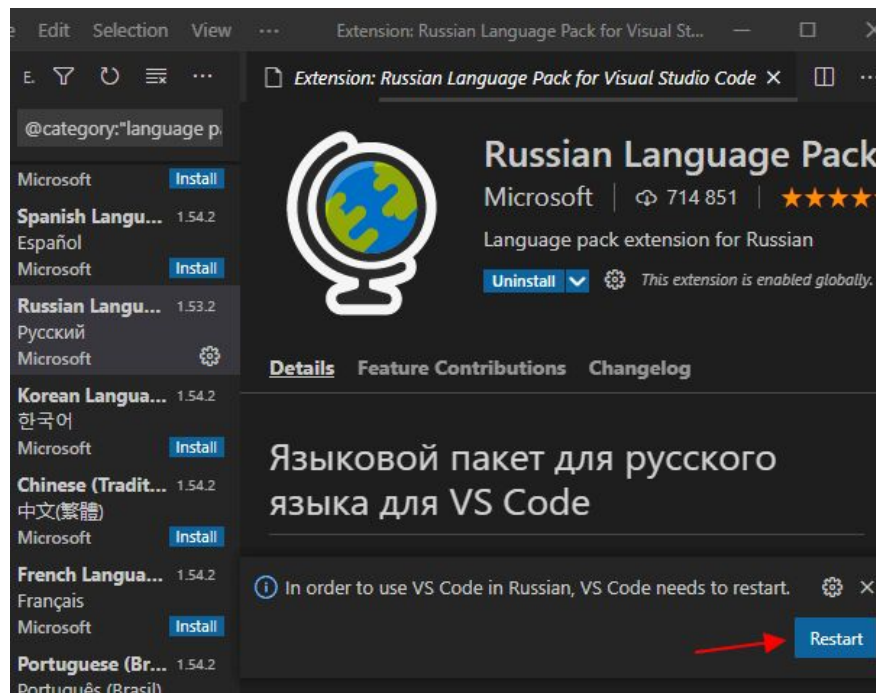 Edit Selection View ··· Extension: Russian Language Pack for Visual St...
E. ···
Extension: Russian Language Pack for Visual Studio Code ···
@category:"language pa
Microsoft Install
Spanish Langu... 1.54.2
Español
Microsoft Install
Russian Langu... 1.53.2
Русский
Microsoft
Korean Langua... 1.54.2
한국어
Microsoft Install
Chinese (Tradit... 1.54.2
中文(繁體)
Microsoft Install
French Langua... 1.54.2
Français
Microsoft Install
Portuguese (Br... 1.54.2
Português (Brasil)
Russian Language Pack
Microsoft 714 851
Language pack extension for Russian
Uninstall This extension is enabled globally.
Details Feature Contributions Changelog
Языковой пакет для русского
языка для VS Code
In order to use VS Code in Russian, VS Code needs to restart.
Restart